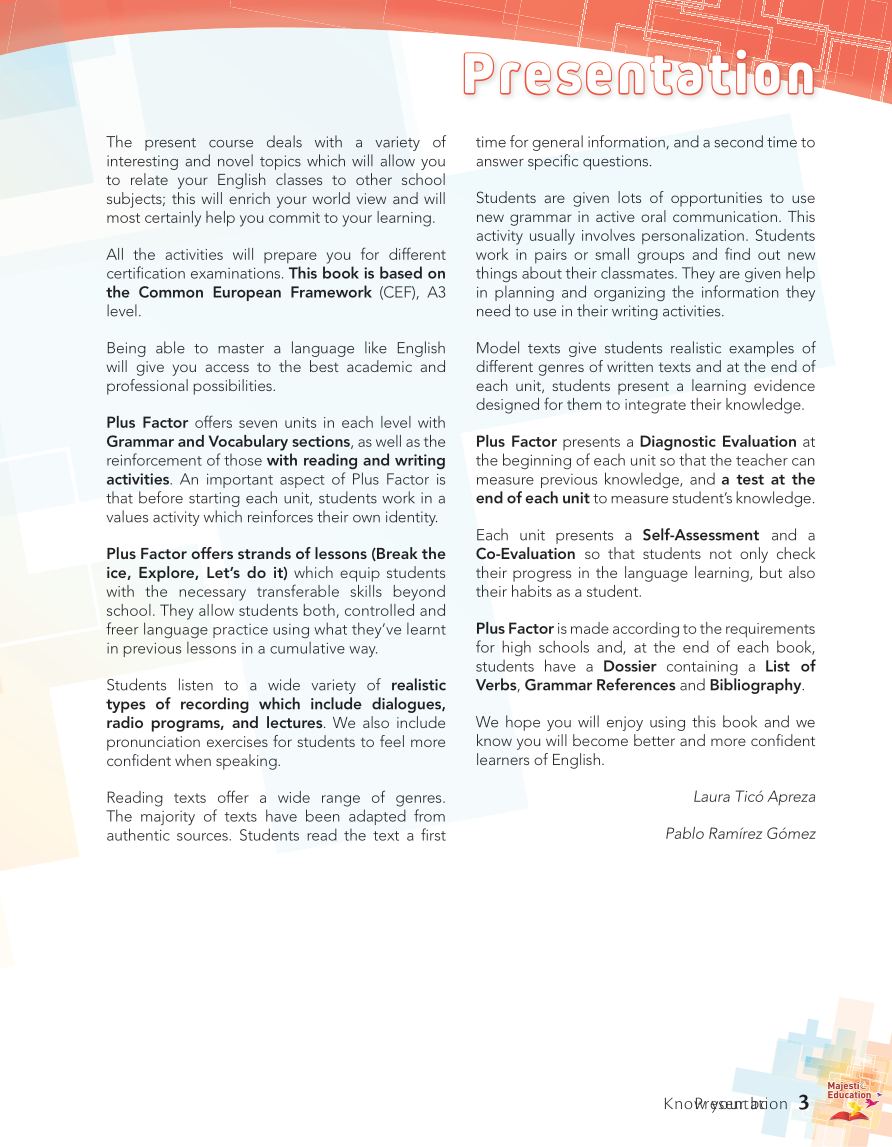 Presentation
The present course deals with a variety of
interesting and novel topics which will allow you
to relate your English classes to other school
subjects; this will enrich your world view and will
most certainly help you commit to your learning.
All the activities will prepare you for different
certification examinations. This book is based on
the Common European Framework (CEF), A3
level.
Being able to master a language like English
will give you access to the best academic and
professional possibilities.
Plus Factor offers seven units in each level with
Grammar and Vocabulary sections, as well as the
reinforcement of those with reading and writing
activities. An important aspect of Plus Factor is
that before starting each unit, students work in a
values activity which reinforces their own identity.
Plus Factor offers strands of lessons (Break the
ice, Explore, Let’s do it) which equip students
with the necessary transferable skills beyond
school. They allow students both, controlled and
freer language practice using what they’ve learnt
in previous lessons in a cumulative way.
Students listen to a wide variety of realistic
types of recording which include dialogues,
radio programs, and lectures. We also include
pronunciation exercises for students to feel more
confident when speaking.
Reading texts offer a wide range of genres.
The majority of texts have been adapted from
authentic sources. Students read the text a first
time for general information, and a second time to
answer specific questions.
Students are given lots of opportunities to use
new grammar in active oral communication. This
activity usually involves personalization. Students
work in pairs or small groups and find out new
things about their classmates. They are given help
in planning and organizing the information they
need to use in their writing activities.
Model texts give students realistic examples of
different genres of written texts and at the end of
each unit, students present a learning evidence
designed for them to integrate their knowledge.
Plus Factor presents a Diagnostic Evaluation at
the beginning of each unit so that the teacher can
measure previous knowledge, and a test at the
end of each unit to measure student’s knowledge.
Each unit presents a Self-Assessment and a
Co-Evaluation so that students not only check
their progress in the language learning, but also
their habits as a student.
Plus Factor is made according to the requirements
for high schools and, at the end of each book,
students have a Dossier containing a List of
Verbs, Grammar References and Bibliography.
We hope you will enjoy using this book and we
know you will become better and more confident
learners of English.
Laura Ticó Apreza
Pablo Ramírez Gómez
Know your
Presentation 3
Majestic
Education